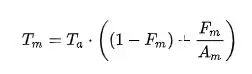 T_m = T_a · ((1 − F_m) + F_m / A_m)